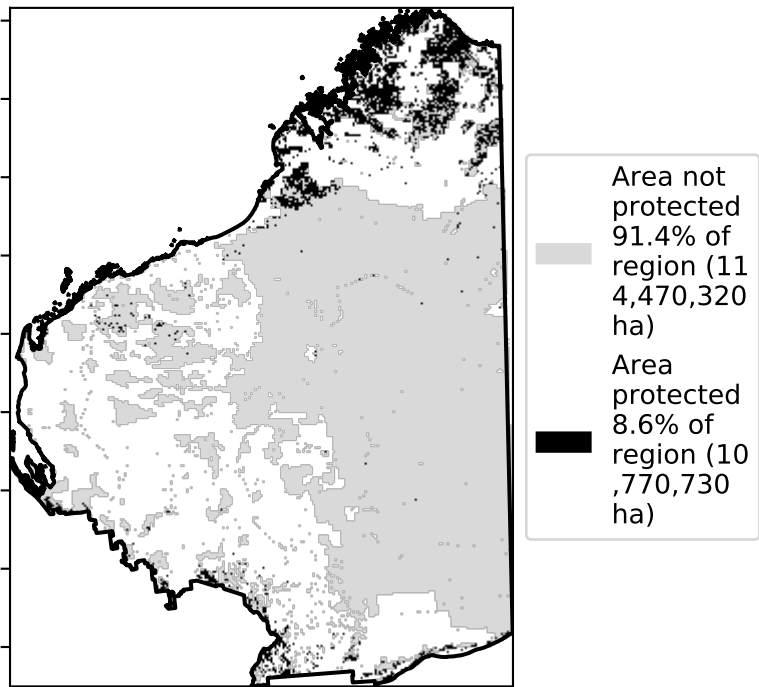 Area not
protected
91.4% of
region (11
4,470,320
ha)
Area
protected
8.6% of
region (10
,770,730
ha)